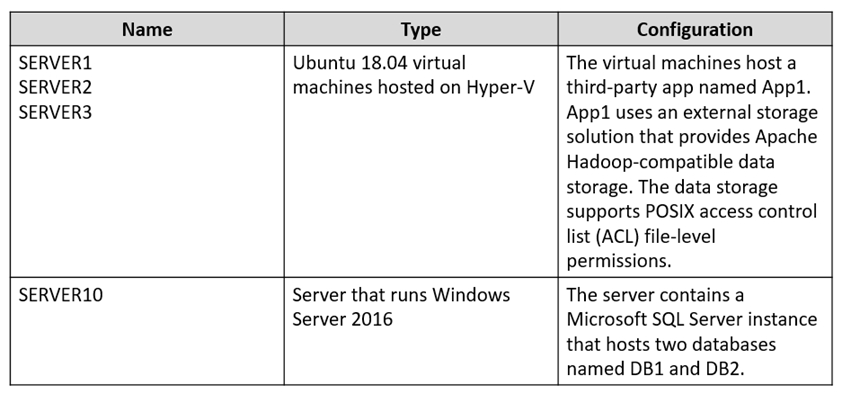 Name Type Configuration
SERVER1
SERVER2
SERVER3
Ubuntu 18.04 virtual
machines hosted on Hyper-V
The virtual machines host a
third-party app named App1.
App1 uses an external storage
solution that provides Apache
Hadoop-compatible data
storage. The data storage
supports POSIX access control
list (ACL) file-level
permissions.
SERVER10
Server that runs Windows
Server 2016
The server contains a
Microsoft SQL Server instance
that hosts two databases
named DB1 and DB2.